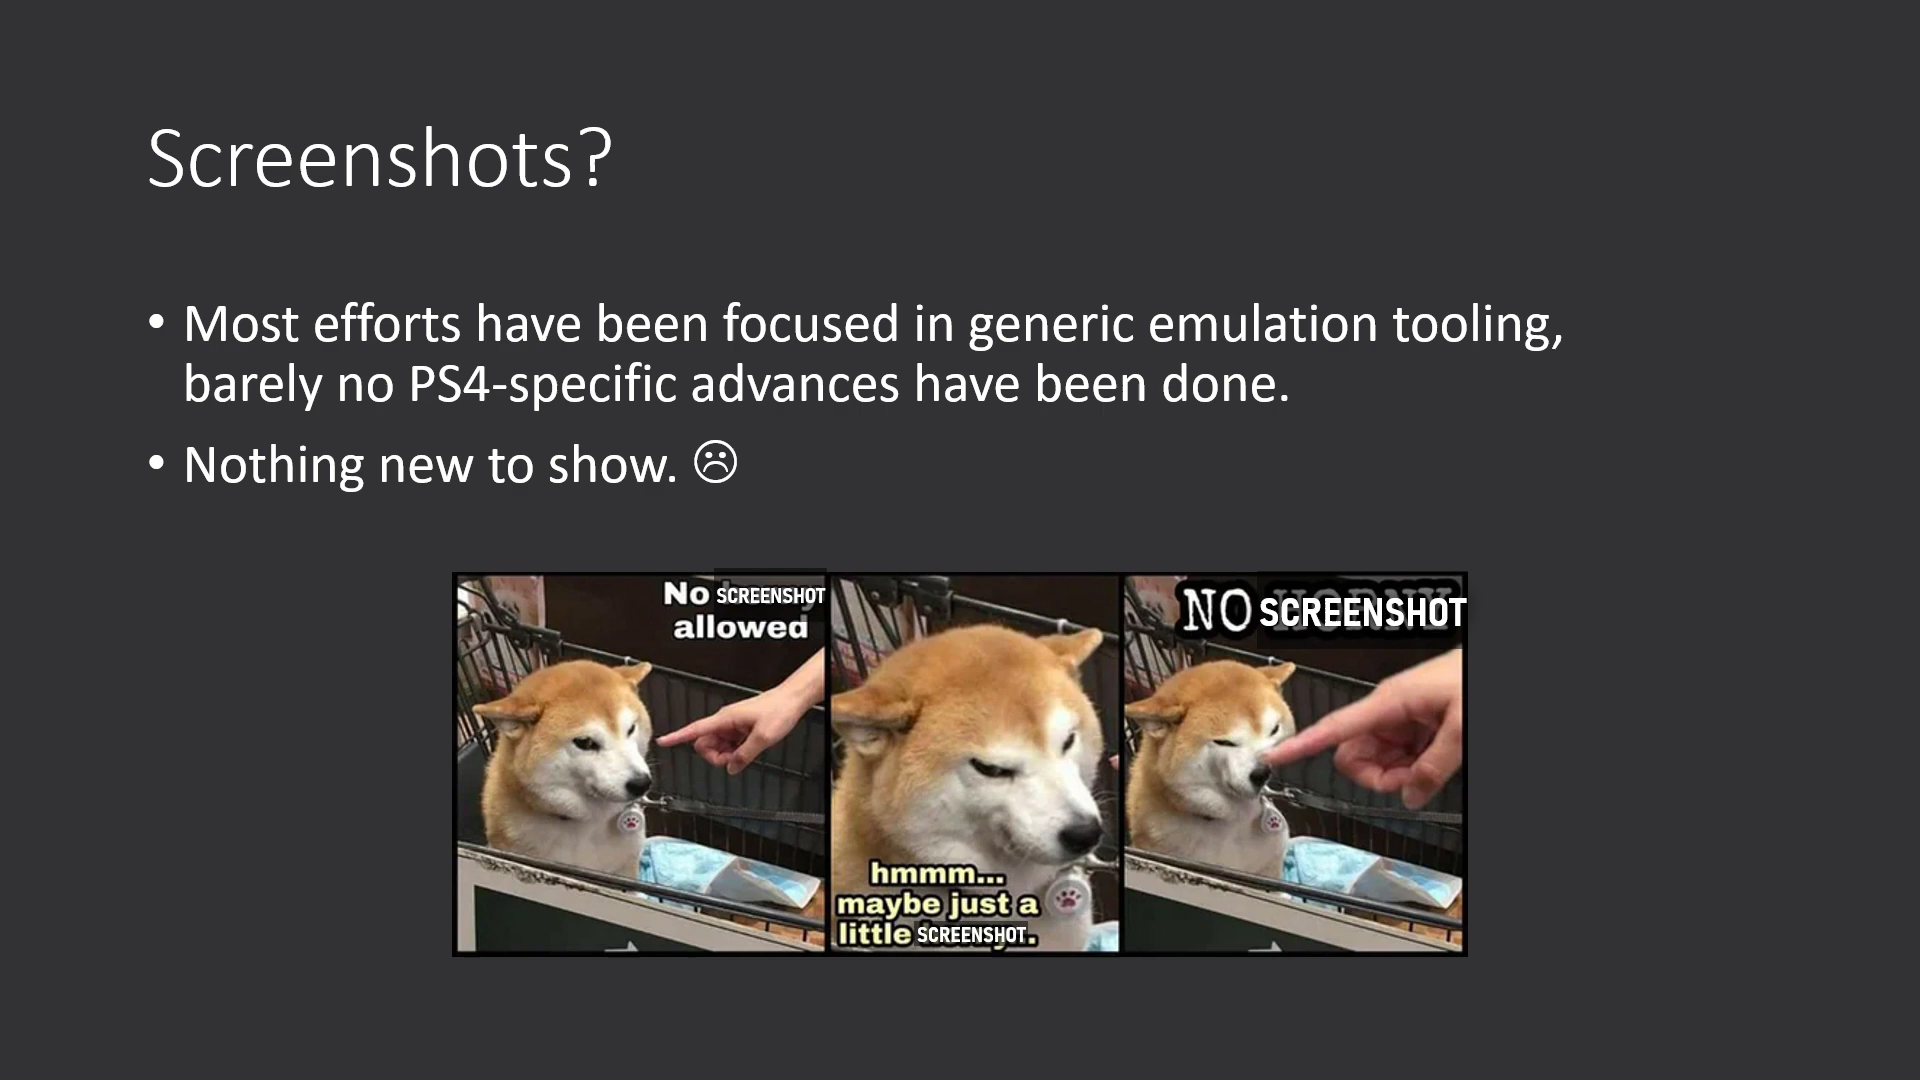 Screenshots?
• Most efforts have been focused in generic emulation tooling,
barely no PS4-specific advances have been done.
• Nothing new to show. ☹
No SCREENSHOT
allowed
hmmm...
maybe just a
little SCREENSHOT.
NO SCREENSHOT